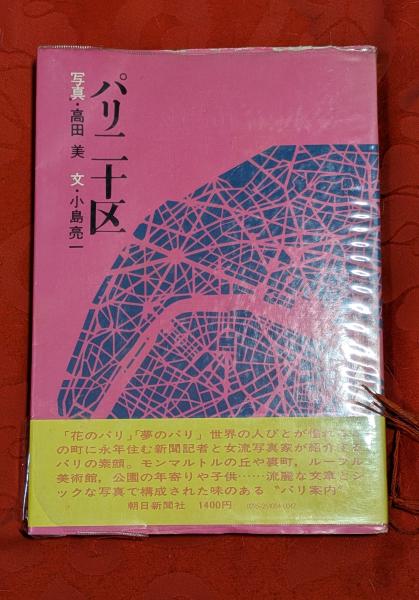 パリ二十区
写真・高田 美 文・小島亮一
「花のパリ」「夢のパリ」世界の人びとが憧れ
の町に永年住む新聞記者と女流写真家が紹介する
パリの素顔。モンマルトルの丘や裏町，ルーブル
美術館，公園の年寄りや子供……流麗な文章とシ
ックな写真で構成された味のある〝パリ案内〟
朝日新聞社 1400円